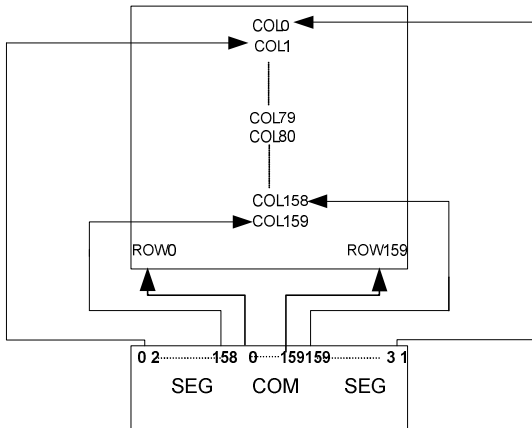 COL0
COL1
COL79
COL80
COL158
COL159
ROW0 ROW159
0 2 158 0 159 159 3 1
SEG COM SEG